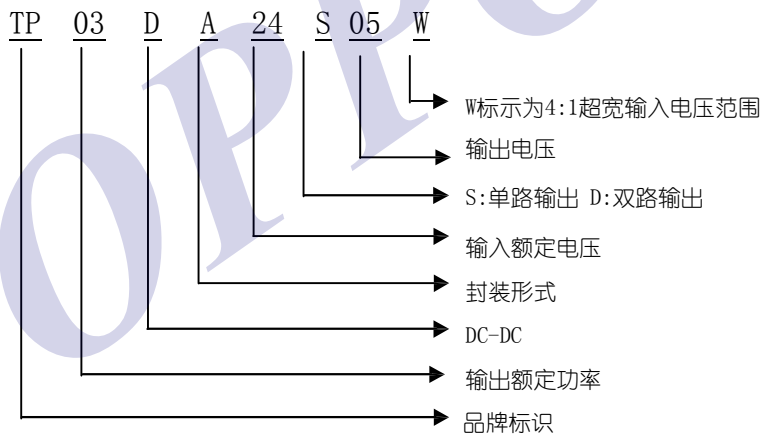 TP 03 D A 24 S 05 W
W标示为4:1超宽输入电压范围
输出电压
S:单路输出 D:双路输出
输入额定电压
封装形式
DC-DC
输出额定功率
品牌标识